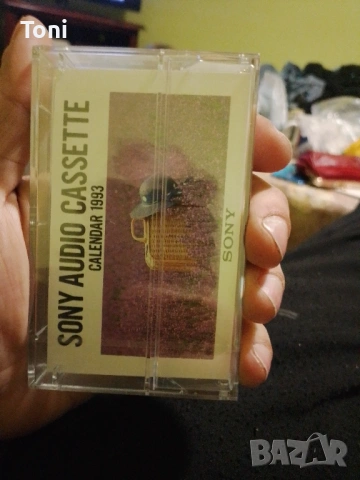 Toni
SONY AUDIO CASSETTE
CALENDAR 1993
SONY
BAZAR